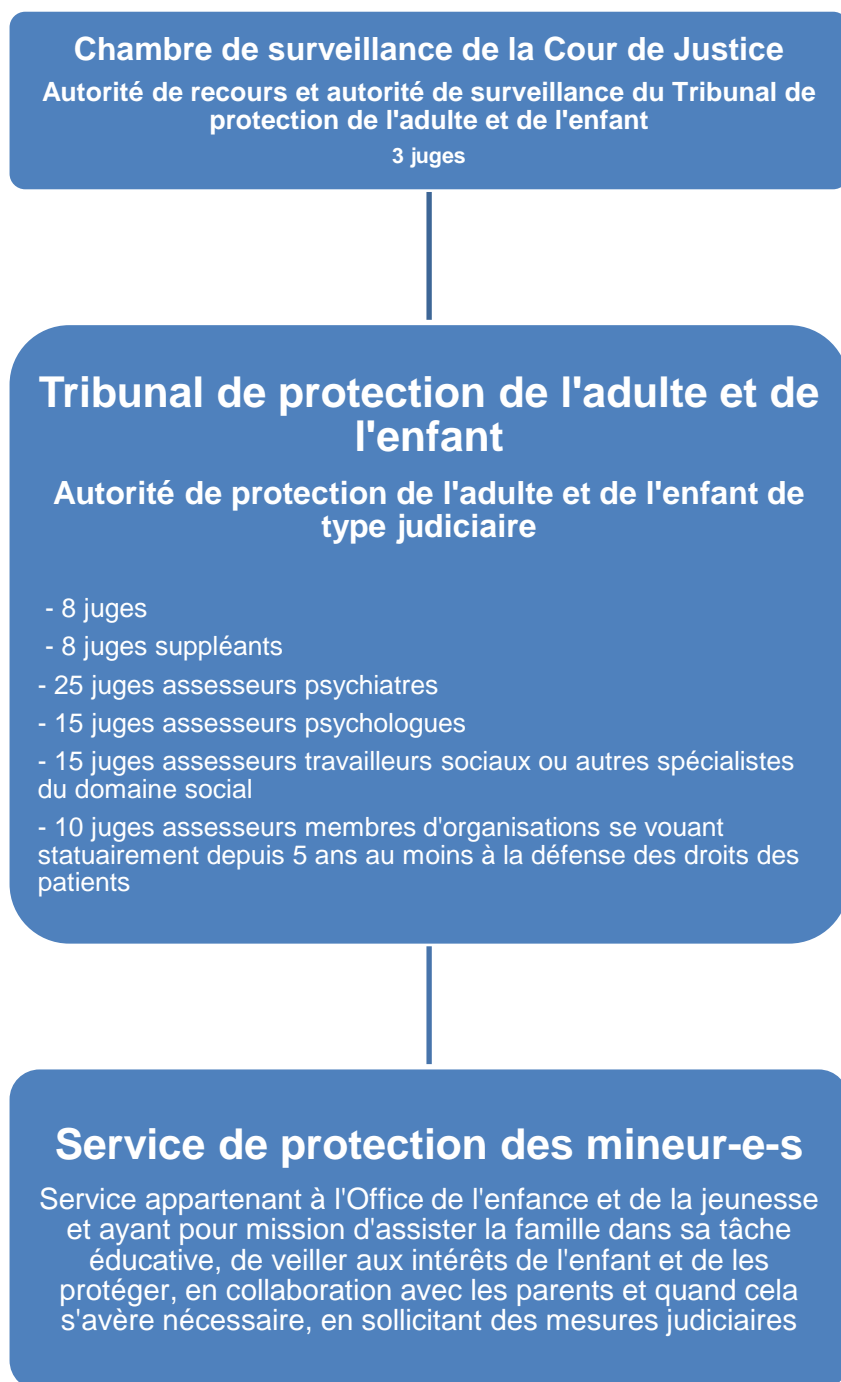 Chambre de surveillance de la Cour de Justice
Autorité de recours et autorité de surveillance du Tribunal de
protection de l'adulte et de l'enfant
3 juges
Tribunal de protection de l'adulte et de
l'enfant
Autorité de protection de l'adulte et de l'enfant de
type judiciaire
- 8 juges
- 8 juges suppléants
- 25 juges assesseurs psychiatres
- 15 juges assesseurs psychologues
- 15 juges assesseurs travailleurs sociaux ou autres spécialistes
du domaine social
- 10 juges assesseurs membres d'organisations se vouant
statuairement depuis 5 ans au moins à la défense des droits des
patients
Service de protection des mineur-e-s
Service appartenant à l'Office de l'enfance et de la jeunesse
et ayant pour mission d'assister la famille dans sa tâche
éducative, de veiller aux intérêts de l'enfant et de les
protéger, en collaboration avec les parents et quand cela
s'avère nécessaire, en sollicitant des mesures judiciaires